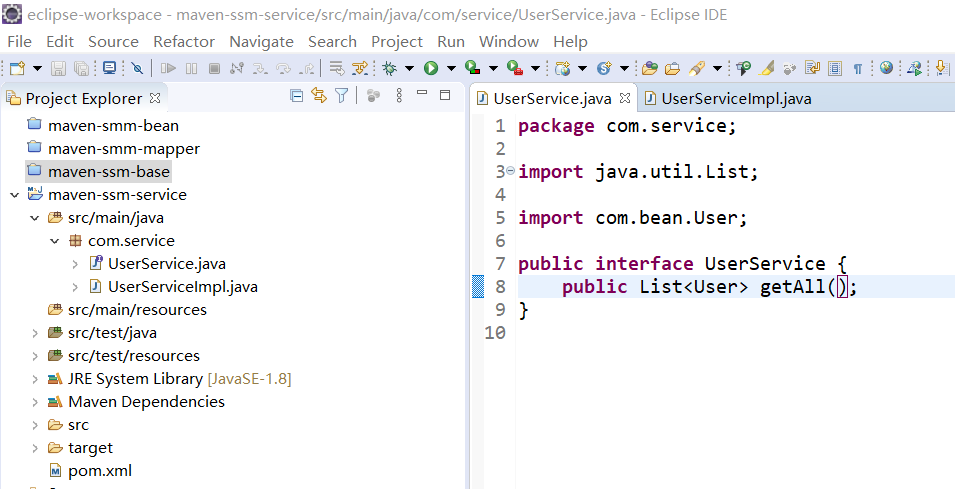 eclipse-workspace - maven-ssm-service/src/main/java/com/service/UserService.java - Eclipse IDE
File Edit Source Refactor Navigate Search Project Run Window Help
Project Explorer
maven-smm-bean
maven-smm-mapper
maven-ssm-base
maven-ssm-service
src/main/java
com.service
UserService.java
UserServiceImpl.java
src/main/resources
src/test/java
src/test/resources
JRE System Library [JavaSE-1.8]
Maven Dependencies
src
target
pom.xml
UserService.java UserServiceImpl.java
1 package com.service;
2
3 import java.util.List;
4
5 import com.bean.User;
6
7 public interface UserService {
8 public List<User> getAll();
9 }
10